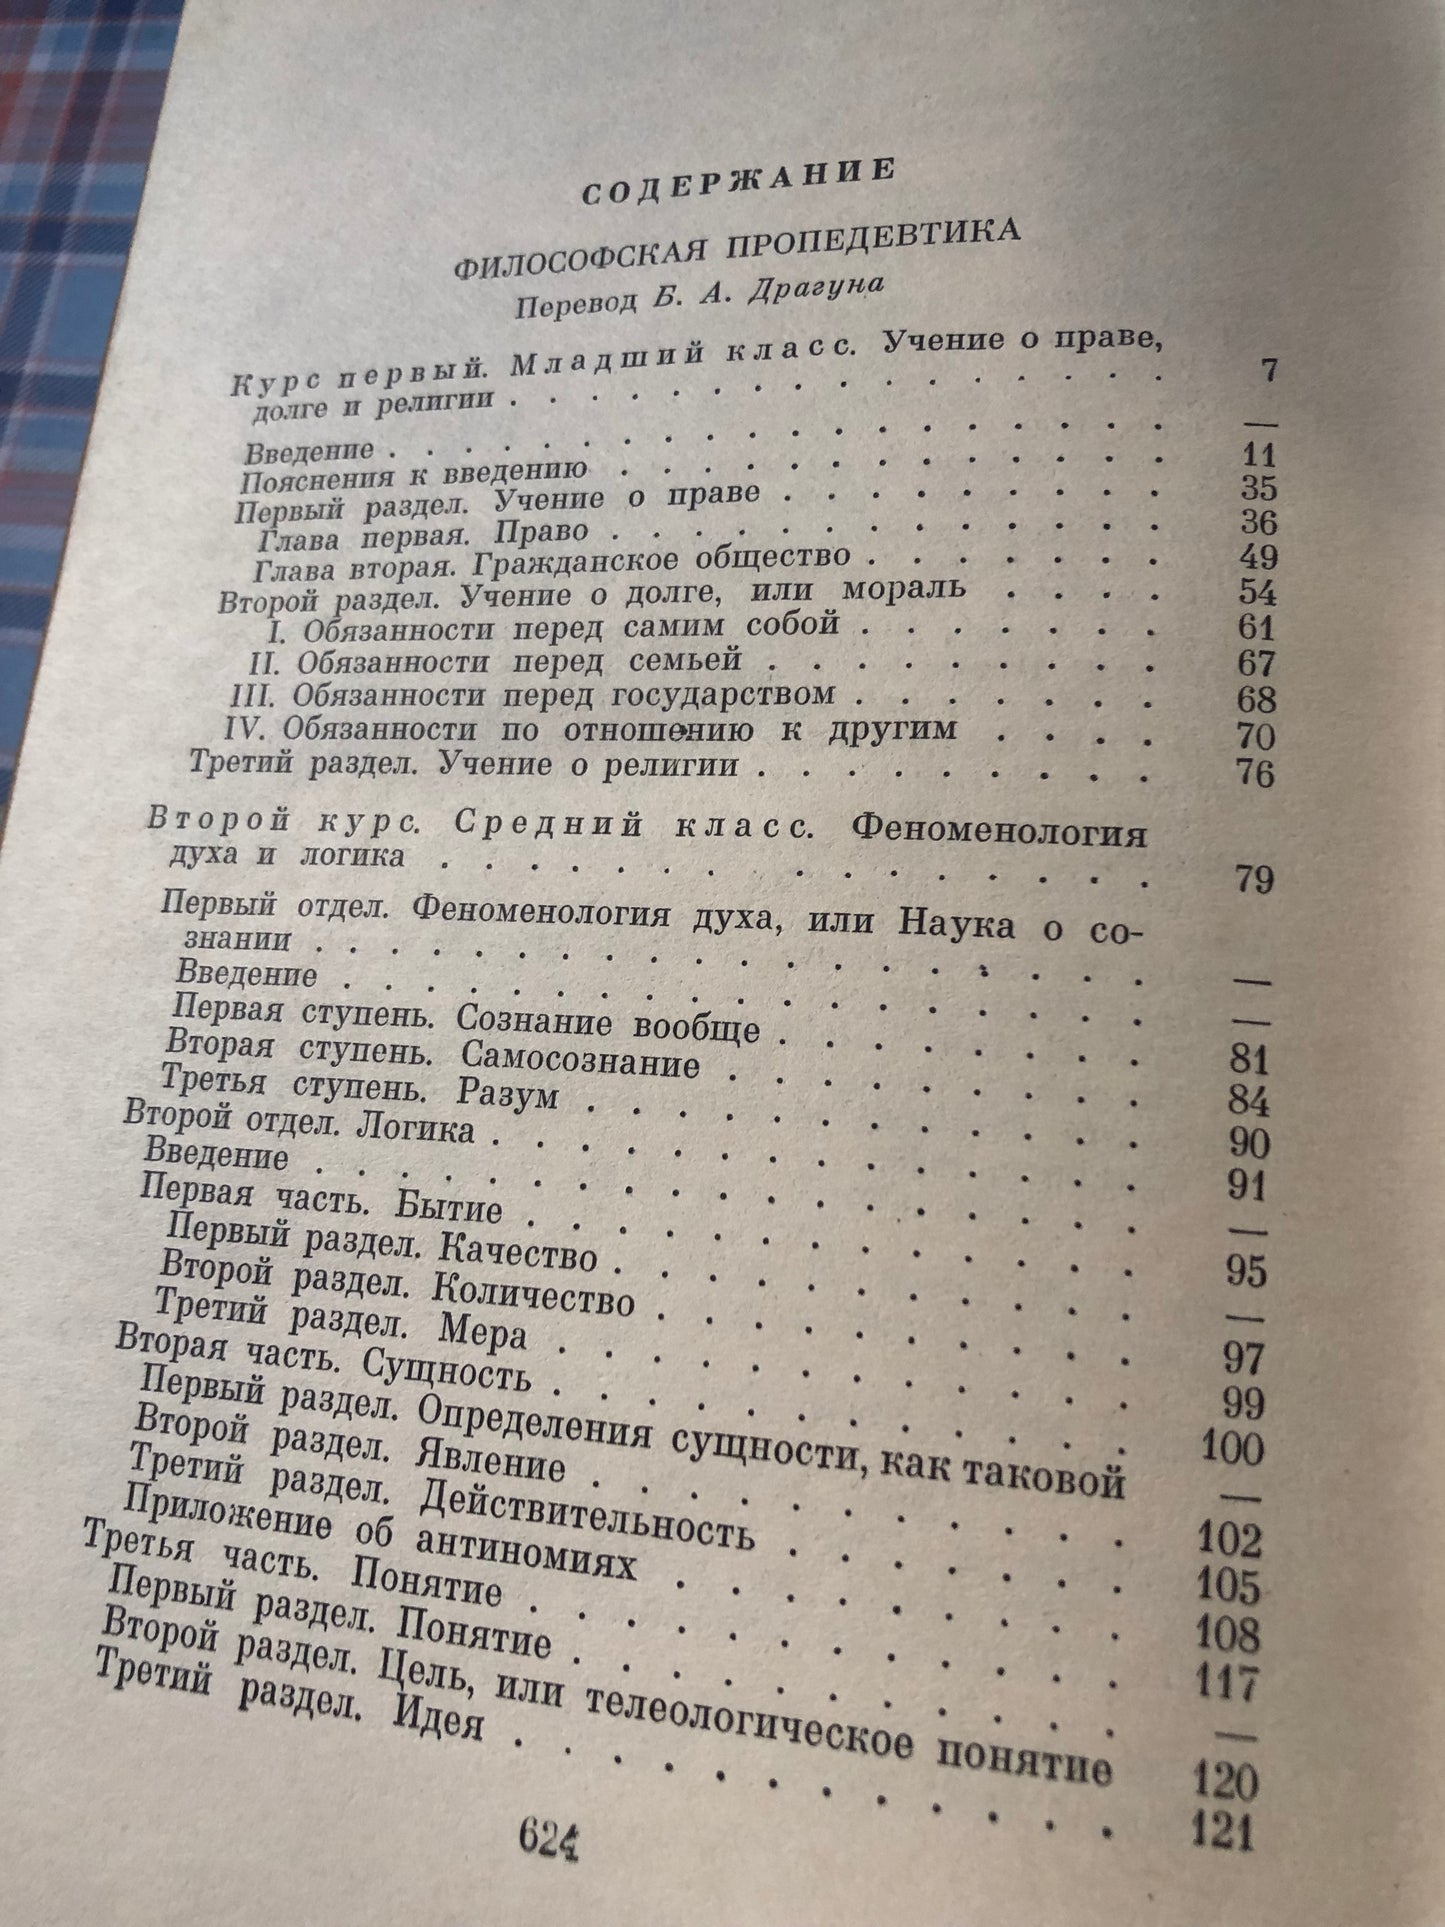 СОДЕРЖАНИЕ
ФИЛОСОФСКАЯ ПРОПЕДЕВТИКА
Перевод Б. А. Драгуна
Курс первый. Младший класс. Учение о праве,
долге и религии . . . . . . . . . . . . . . 7
Введение . . . . . . . . . . . . . . . —
Пояснения к введению . . . . . . . . . . . . 11
Первый раздел. Учение о праве . . . . . . . . . 35
Глава первая. Право . . . . . . . . . . . . 36
Глава вторая. Гражданское общество . . . . . . . 49
Второй раздел. Учение о долге, или мораль . . . . 54
I. Обязанности перед самим собой . . . . . . . 61
II. Обязанности перед семьей . . . . . . . . . 67
III. Обязанности перед государством . . . . . . . 68
IV. Обязанности по отношению к другим . . . . 70
Третий раздел. Учение о религии . . . . . . . . . 76
Второй курс. Средний класс. Феноменология
духа и логика . . . . . . . . . . . . . . . 79
Первый отдел. Феноменология духа, или Наука о со-
знании . . . . . . . . . . . . . . . . . —
Введение . . . . . . . . . . . . . . . . —
Первая ступень. Сознание вообще . . . . . . . . 81
Вторая ступень. Самосознание . . . . . . . . . 84
Третья ступень. Разум . . . . . . . . . . . . 90
Второй отдел. Логика . . . . . . . . . . . . . . 91
Введение . . . . . . . . . . . . . . . . —
Первая часть. Бытие . . . . . . . . . . . . . 95
Первый раздел. Качество . . . . . . . . . . . —
Второй раздел. Количество . . . . . . . . . . 97
Третий раздел. Мера . . . . . . . . . . . . 99
Вторая часть. Сущность . . . . . . . . . . . . 100
Первый раздел. Определения сущности, как таковой —
Второй раздел. Явление . . . . . . . . . . . 102
Третий раздел. Действительность . . . . . . . 105
Приложение об антиномиях . . . . . . . . . 108
Третья часть. Понятие . . . . . . . . . . . . 117
Первый раздел. Понятие . . . . . . . . . . . —
Второй раздел. Цель, или телеологическое понятие 120
Третий раздел. Идея . . . . . . . . . . . . 121
624